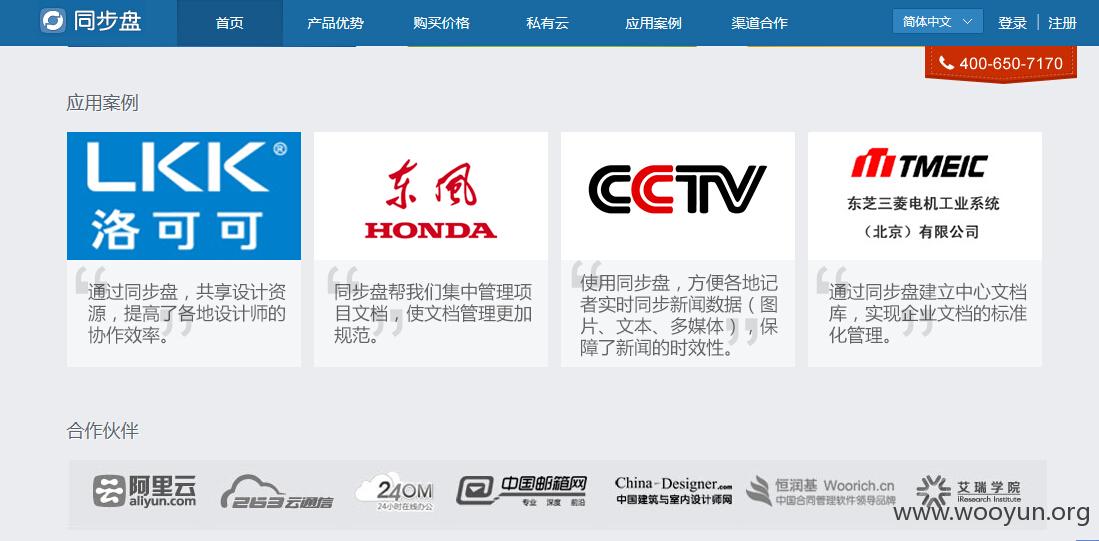 同步盘 首页 产品优势 购买价格 私有云 应用案例 渠道合作 简体中文 登录 | 注册
400-650-7170
应用案例
LKK®
洛可可
东风
HONDA
CCTV
TMEIC
东芝三菱电机工业系统
（北京）有限公司
通过同步盘，共享设计资
源，提高了各地设计师的
协作效率。
同步盘帮我们集中管理项
目文档，使文档管理更加
规范。
使用同步盘，方便各地记
者实时同步新闻数据（图
片、文本、多媒体），保
障了新闻的时效性。
通过同步盘建立中心文档
库，实现企业文档的标准
化管理。
合作伙伴
阿里云
aliyun.com
263云通信
24OM
24小时在线办公
中国邮箱网
专业 深度 前沿
China-Designer.com
中国建筑与室内设计师网
恒润基 Woorich.cn
中国合同管理软件领导品牌
艾瑞学院
iResearch Institute
www.wooyun.org